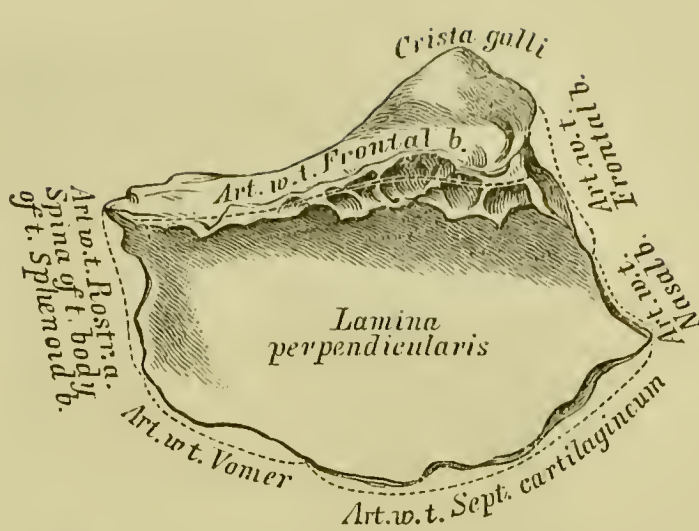 Crista galli
Art. w. t. Frontal b.
Art. w. t.
Frontal b.
Art. w. t.
Nasal b.
Art. w. t. Rostr. a.
Spina of t. body
of t. Sphenoid b.
Lamina
perpendicularis
Art. w t. Vomer
Art. w. t. Sept. cartilagineum